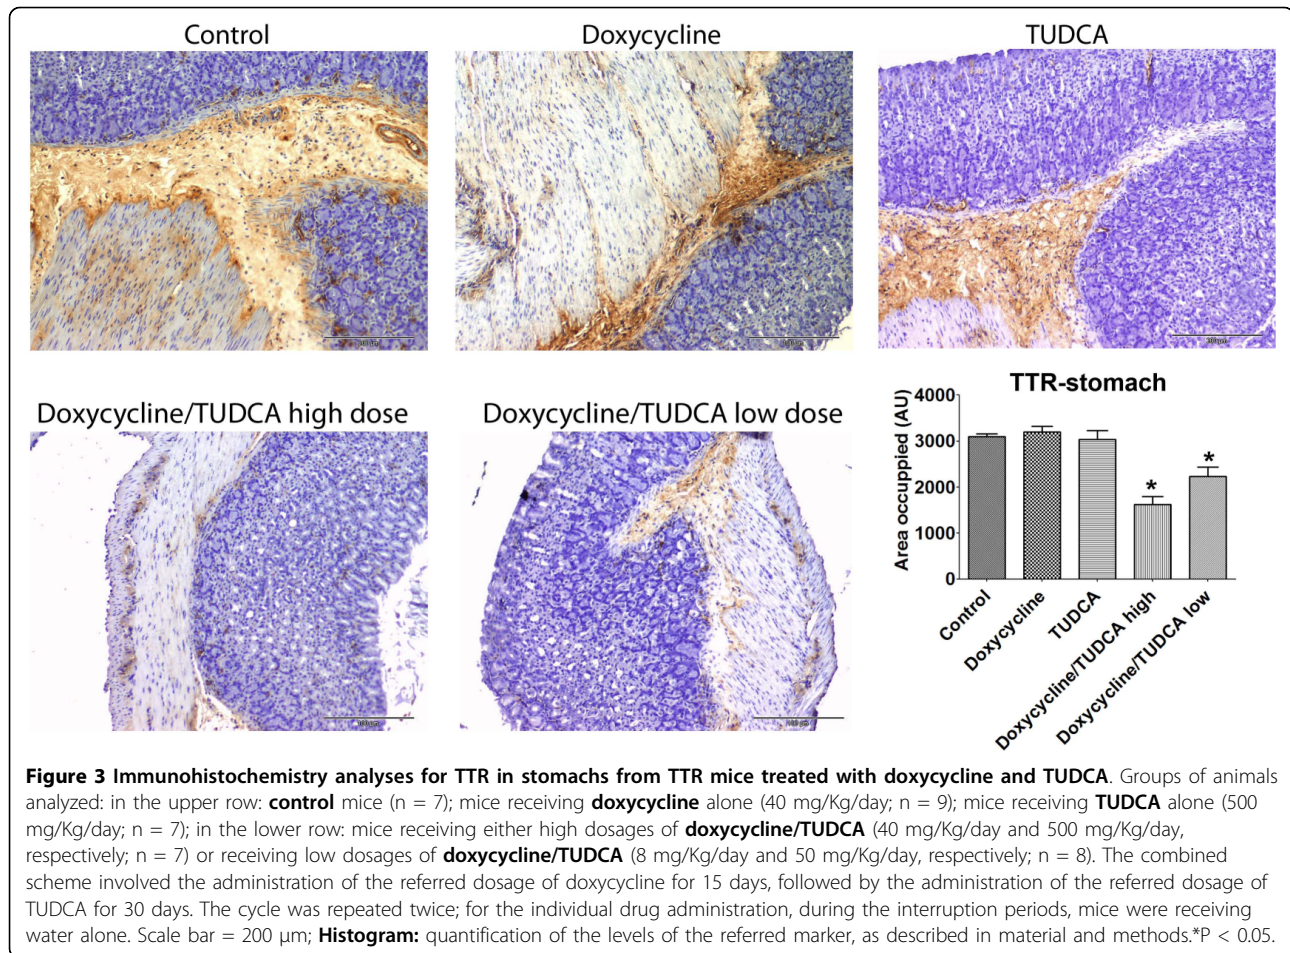 Control
Doxycycline
TUDCA
Doxycycline/TUDCA high dose
Doxycycline/TUDCA low dose
TTR-stomach
Area occuppied (AU)
4000
3000
2000
1000
0
*
*
Control
Doxycycline
TUDCA
Doxycycline/TUDCA high
Doxycycline/TUDCA low
Figure 3 Immunohistochemistry analyses for TTR in stomachs from TTR mice treated with doxycycline and TUDCA. Groups of animals
analyzed: in the upper row: control mice (n = 7); mice receiving doxycycline alone (40 mg/Kg/day; n = 9); mice receiving TUDCA alone (500
mg/Kg/day; n = 7); in the lower row: mice receiving either high dosages of doxycycline/TUDCA (40 mg/Kg/day and 500 mg/Kg/day,
respectively; n = 7) or receiving low dosages of doxycycline/TUDCA (8 mg/Kg/day and 50 mg/Kg/day, respectively; n = 8). The combined
scheme involved the administration of the referred dosage of doxycycline for 15 days, followed by the administration of the referred dosage of
TUDCA for 30 days. The cycle was repeated twice; for the individual drug administration, during the interruption periods, mice were receiving
water alone. Scale bar = 200 μm; Histogram: quantification of the levels of the referred marker, as described in material and methods.*P < 0.05.